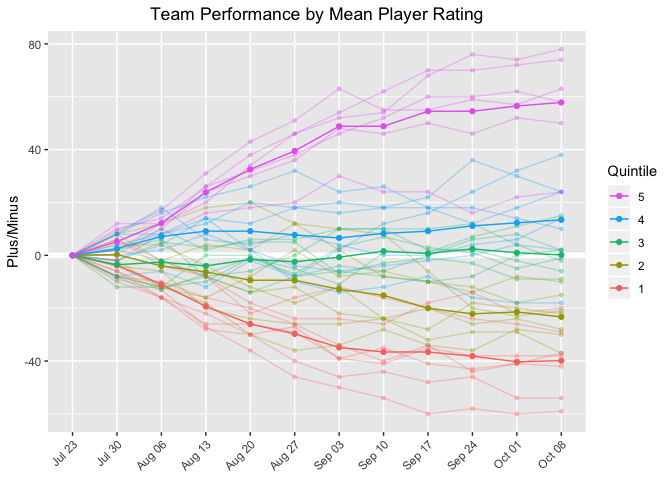 Team Performance by Mean Player Rating
Plus/Minus
80
40
0
-40
Jul 23
Jul 30
Aug 06
Aug 13
Aug 20
Aug 27
Sep 03
Sep 10
Sep 17
Sep 24
Oct 01
Oct 08
Quintile
5
4
3
2
1